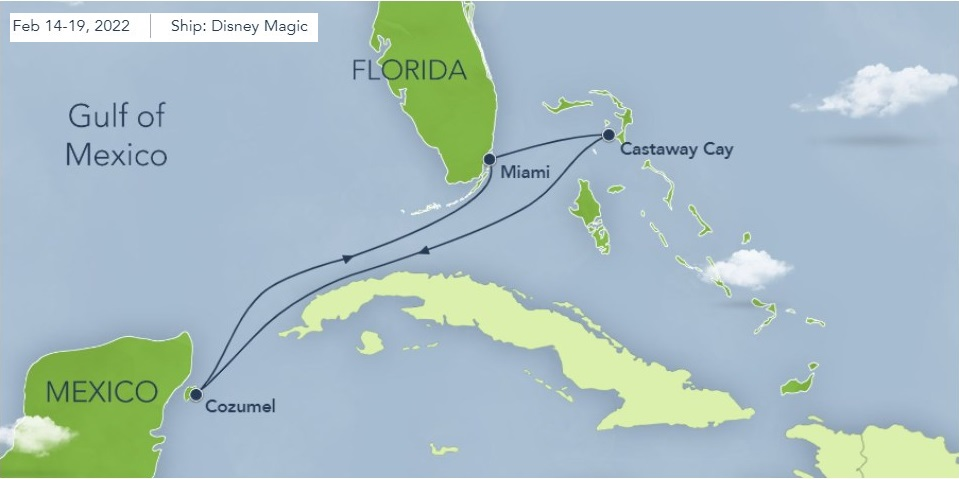 Feb 14-19, 2022 | Ship: Disney Magic
FLORIDA
Gulf of
Mexico
Castaway Cay
Miami
MEXICO
Cozumel